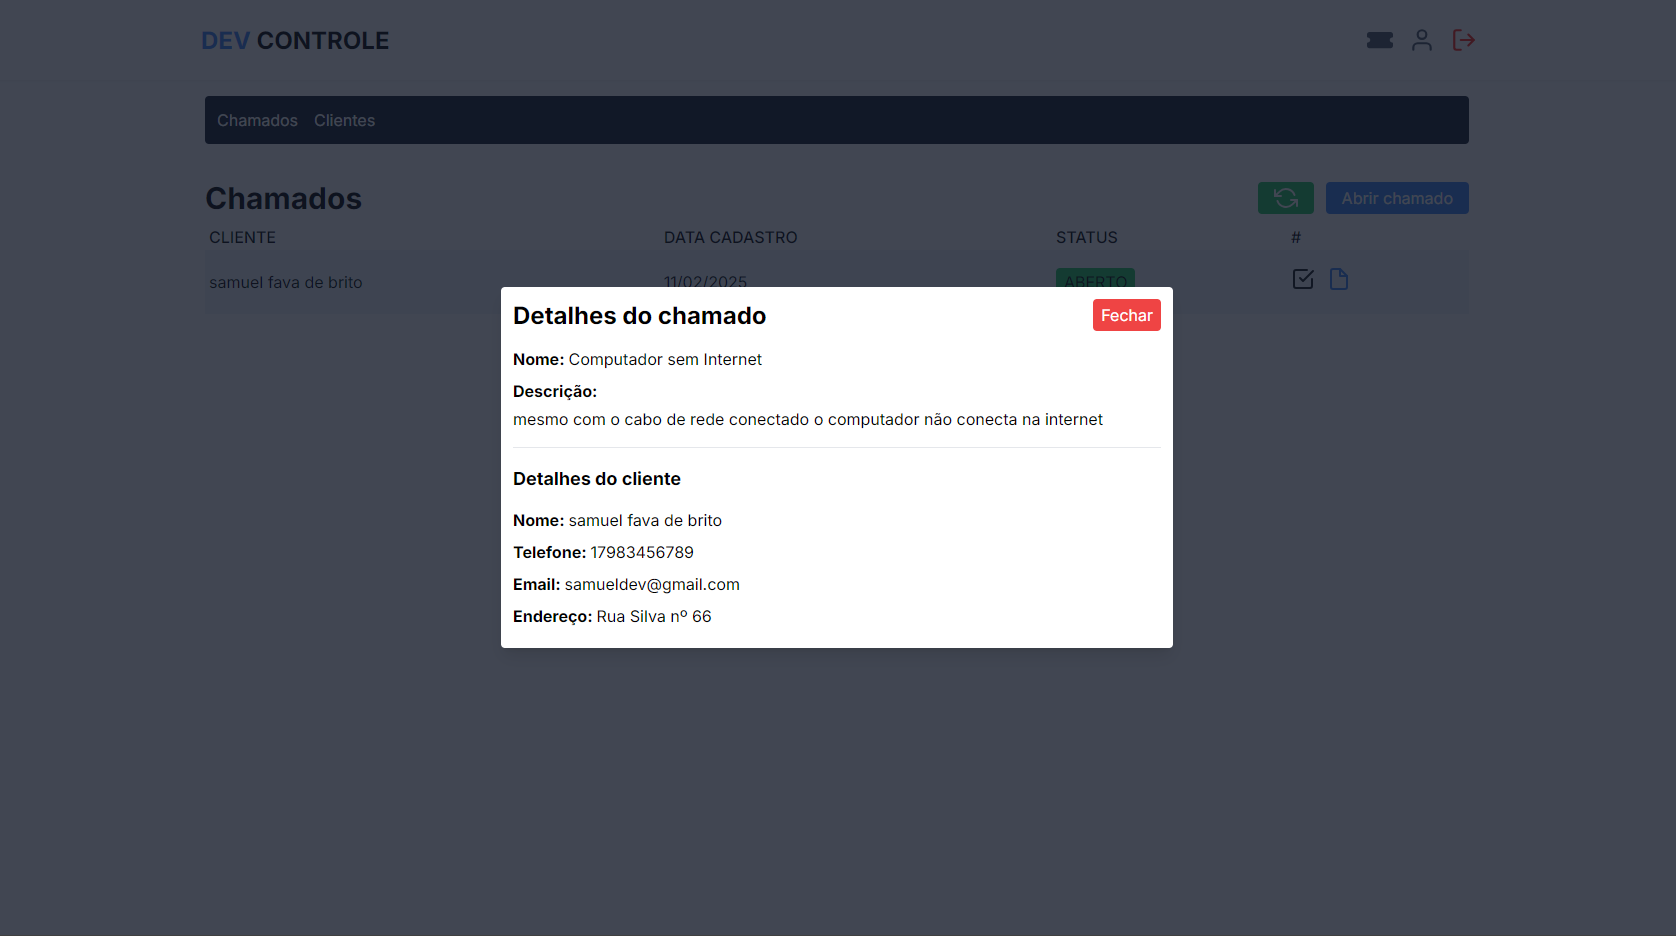 DEV CONTROLE
Chamados Clientes
Chamados
Abrir chamado
CLIENTE DATA CADASTRO STATUS #
samuel fava de brito 11/02/2025 ABERTO
Detalhes do chamado
Fechar
Nome: Computador sem Internet
Descrição:
mesmo com o cabo de rede conectado o computador não conecta na internet
Detalhes do cliente
Nome: samuel fava de brito
Telefone: 17983456789
Email: samueldev@gmail.com
Endereço: Rua Silva nº 66